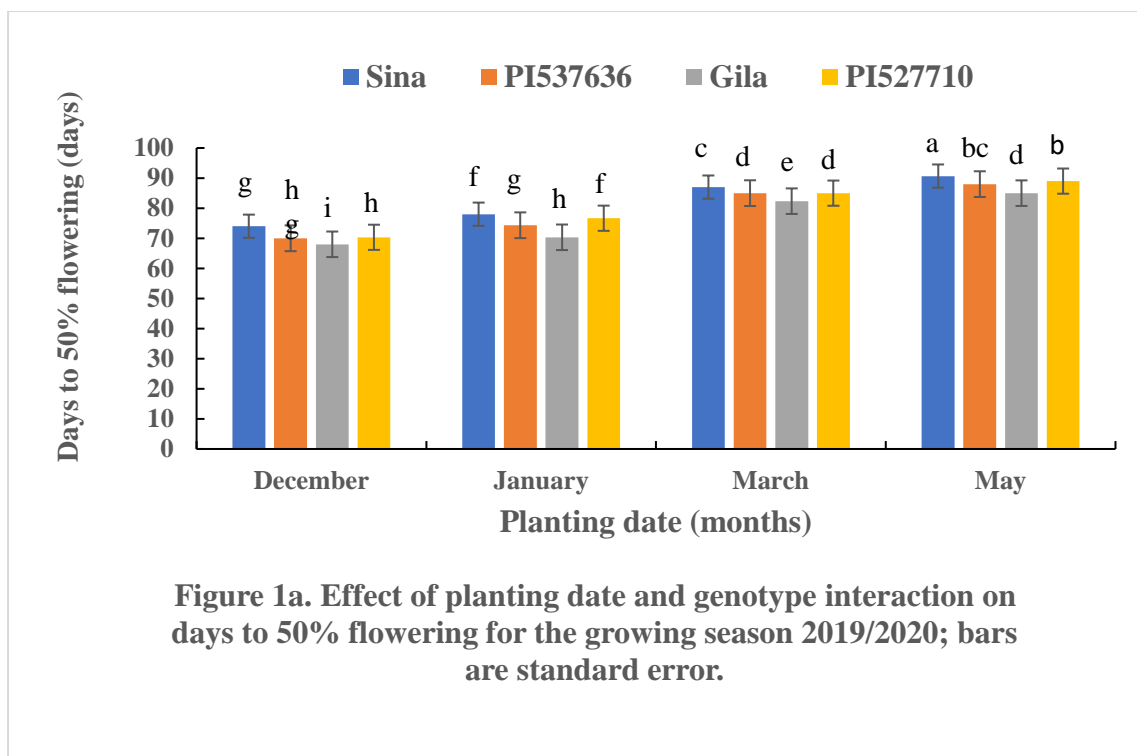 Sina PI537636 Gila PI527710
Days to 50% flowering (days)
100
90
80
70
60
50
40
30
20
10
0
g h g i h f g h f c d e d a bc d b
December January March May
Planting date (months)
Figure 1a. Effect of planting date and genotype interaction on
days to 50% flowering for the growing season 2019/2020; bars
are standard error.